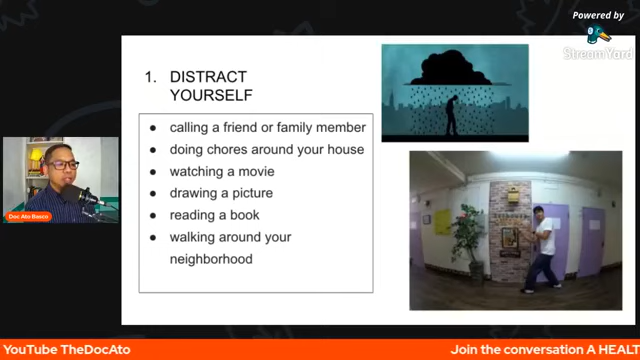 Powered by
StreamYard
1. DISTRACT
YOURSELF
• calling a friend or family member
• doing chores around your house
• watching a movie
• drawing a picture
• reading a book
• walking around your
neighborhood
Doc Ato Basco
YouTube TheDocAto
Join the conversation A HEALT